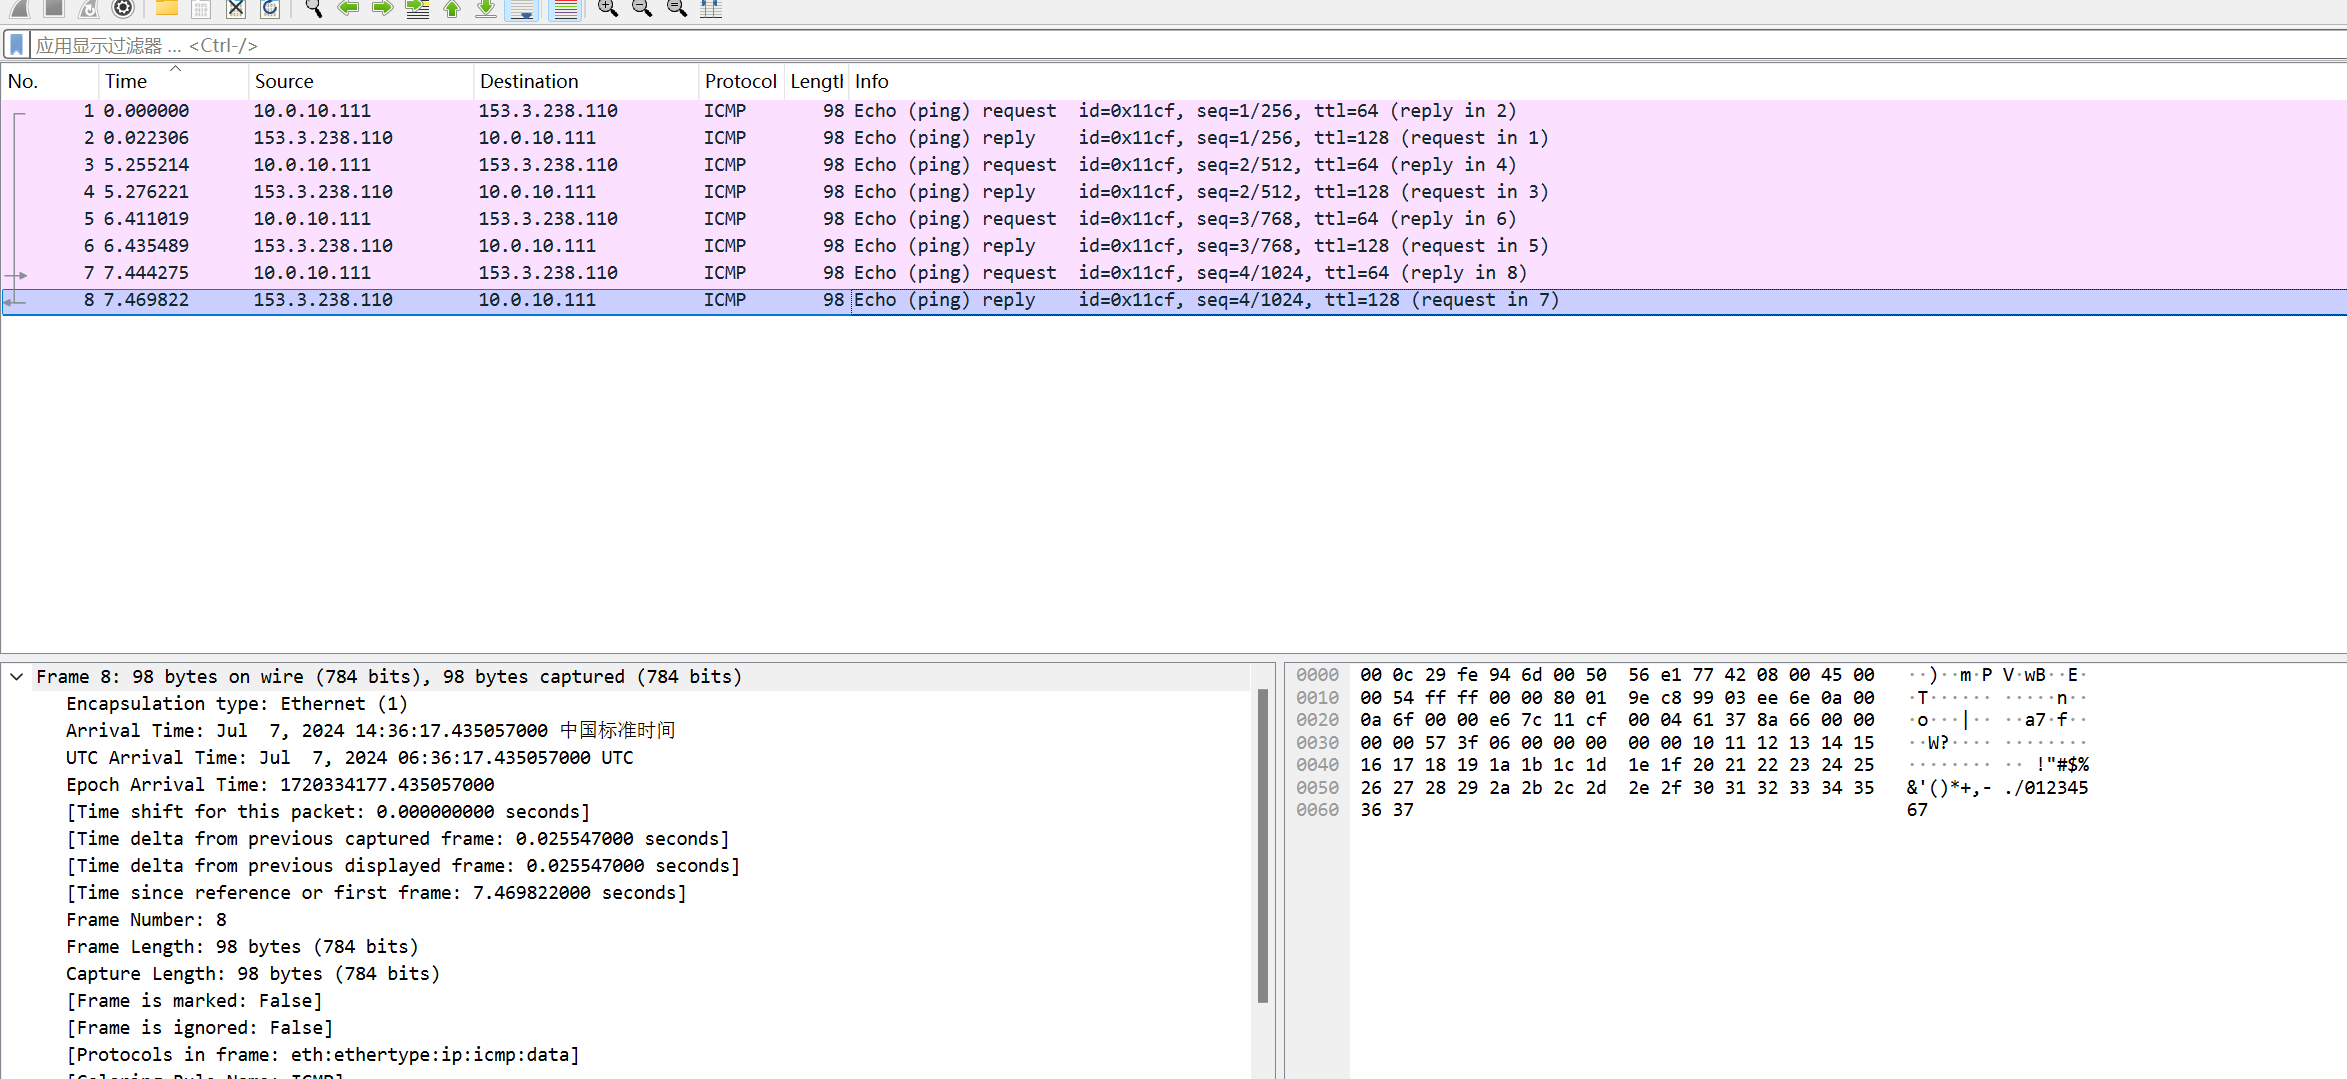 应用显示过滤器 … <Ctrl-/>
No. Time Source Destination Protocol Lengtl Info
1 0.000000 10.0.10.111 153.3.238.110 ICMP 98 Echo (ping) request id=0x11cf, seq=1/256, ttl=64 (reply in 2)
2 0.022306 153.3.238.110 10.0.10.111 ICMP 98 Echo (ping) reply id=0x11cf, seq=1/256, ttl=128 (request in 1)
3 5.255214 10.0.10.111 153.3.238.110 ICMP 98 Echo (ping) request id=0x11cf, seq=2/512, ttl=64 (reply in 4)
4 5.276221 153.3.238.110 10.0.10.111 ICMP 98 Echo (ping) reply id=0x11cf, seq=2/512, ttl=128 (request in 3)
5 6.411019 10.0.10.111 153.3.238.110 ICMP 98 Echo (ping) request id=0x11cf, seq=3/768, ttl=64 (reply in 6)
6 6.435489 153.3.238.110 10.0.10.111 ICMP 98 Echo (ping) reply id=0x11cf, seq=3/768, ttl=128 (request in 5)
7 7.444275 10.0.10.111 153.3.238.110 ICMP 98 Echo (ping) request id=0x11cf, seq=4/1024, ttl=64 (reply in 8)
8 7.469822 153.3.238.110 10.0.10.111 ICMP 98 Echo (ping) reply id=0x11cf, seq=4/1024, ttl=128 (request in 7)
Frame 8: 98 bytes on wire (784 bits), 98 bytes captured (784 bits)
Encapsulation type: Ethernet (1)
Arrival Time: Jul  7, 2024 14:36:17.435057000 中国标准时间
UTC Arrival Time: Jul  7, 2024 06:36:17.435057000 UTC
Epoch Arrival Time: 1720334177.435057000
[Time shift for this packet: 0.000000000 seconds]
[Time delta from previous captured frame: 0.025547000 seconds]
[Time delta from previous displayed frame: 0.025547000 seconds]
[Time since reference or first frame: 7.469822000 seconds]
Frame Number: 8
Frame Length: 98 bytes (784 bits)
Capture Length: 98 bytes (784 bits)
[Frame is marked: False]
[Frame is ignored: False]
[Protocols in frame: eth:ethertype:ip:icmp:data]
[Coloring Rule Name: ICMP]
0000 00 0c 29 fe 94 6d 00 50 56 e1 77 42 08 00 45 00 ··)··m·P V·wB··E·
0010 00 54 ff ff 00 00 80 01 9e c8 99 03 ee 6e 0a 00 ·T······ ·····n··
0020 0a 6f 00 00 e6 7c 11 cf 00 04 61 37 8a 66 00 00 ·o···|·· ··a7·f··
0030 00 00 57 3f 06 00 00 00 00 00 10 11 12 13 14 15 ··W?···· ········
0040 16 17 18 19 1a 1b 1c 1d 1e 1f 20 21 22 23 24 25 ········ ·· !"#$%
0050 26 27 28 29 2a 2b 2c 2d 2e 2f 30 31 32 33 34 35 &'()*+,- ./012345
0060 36 37 67